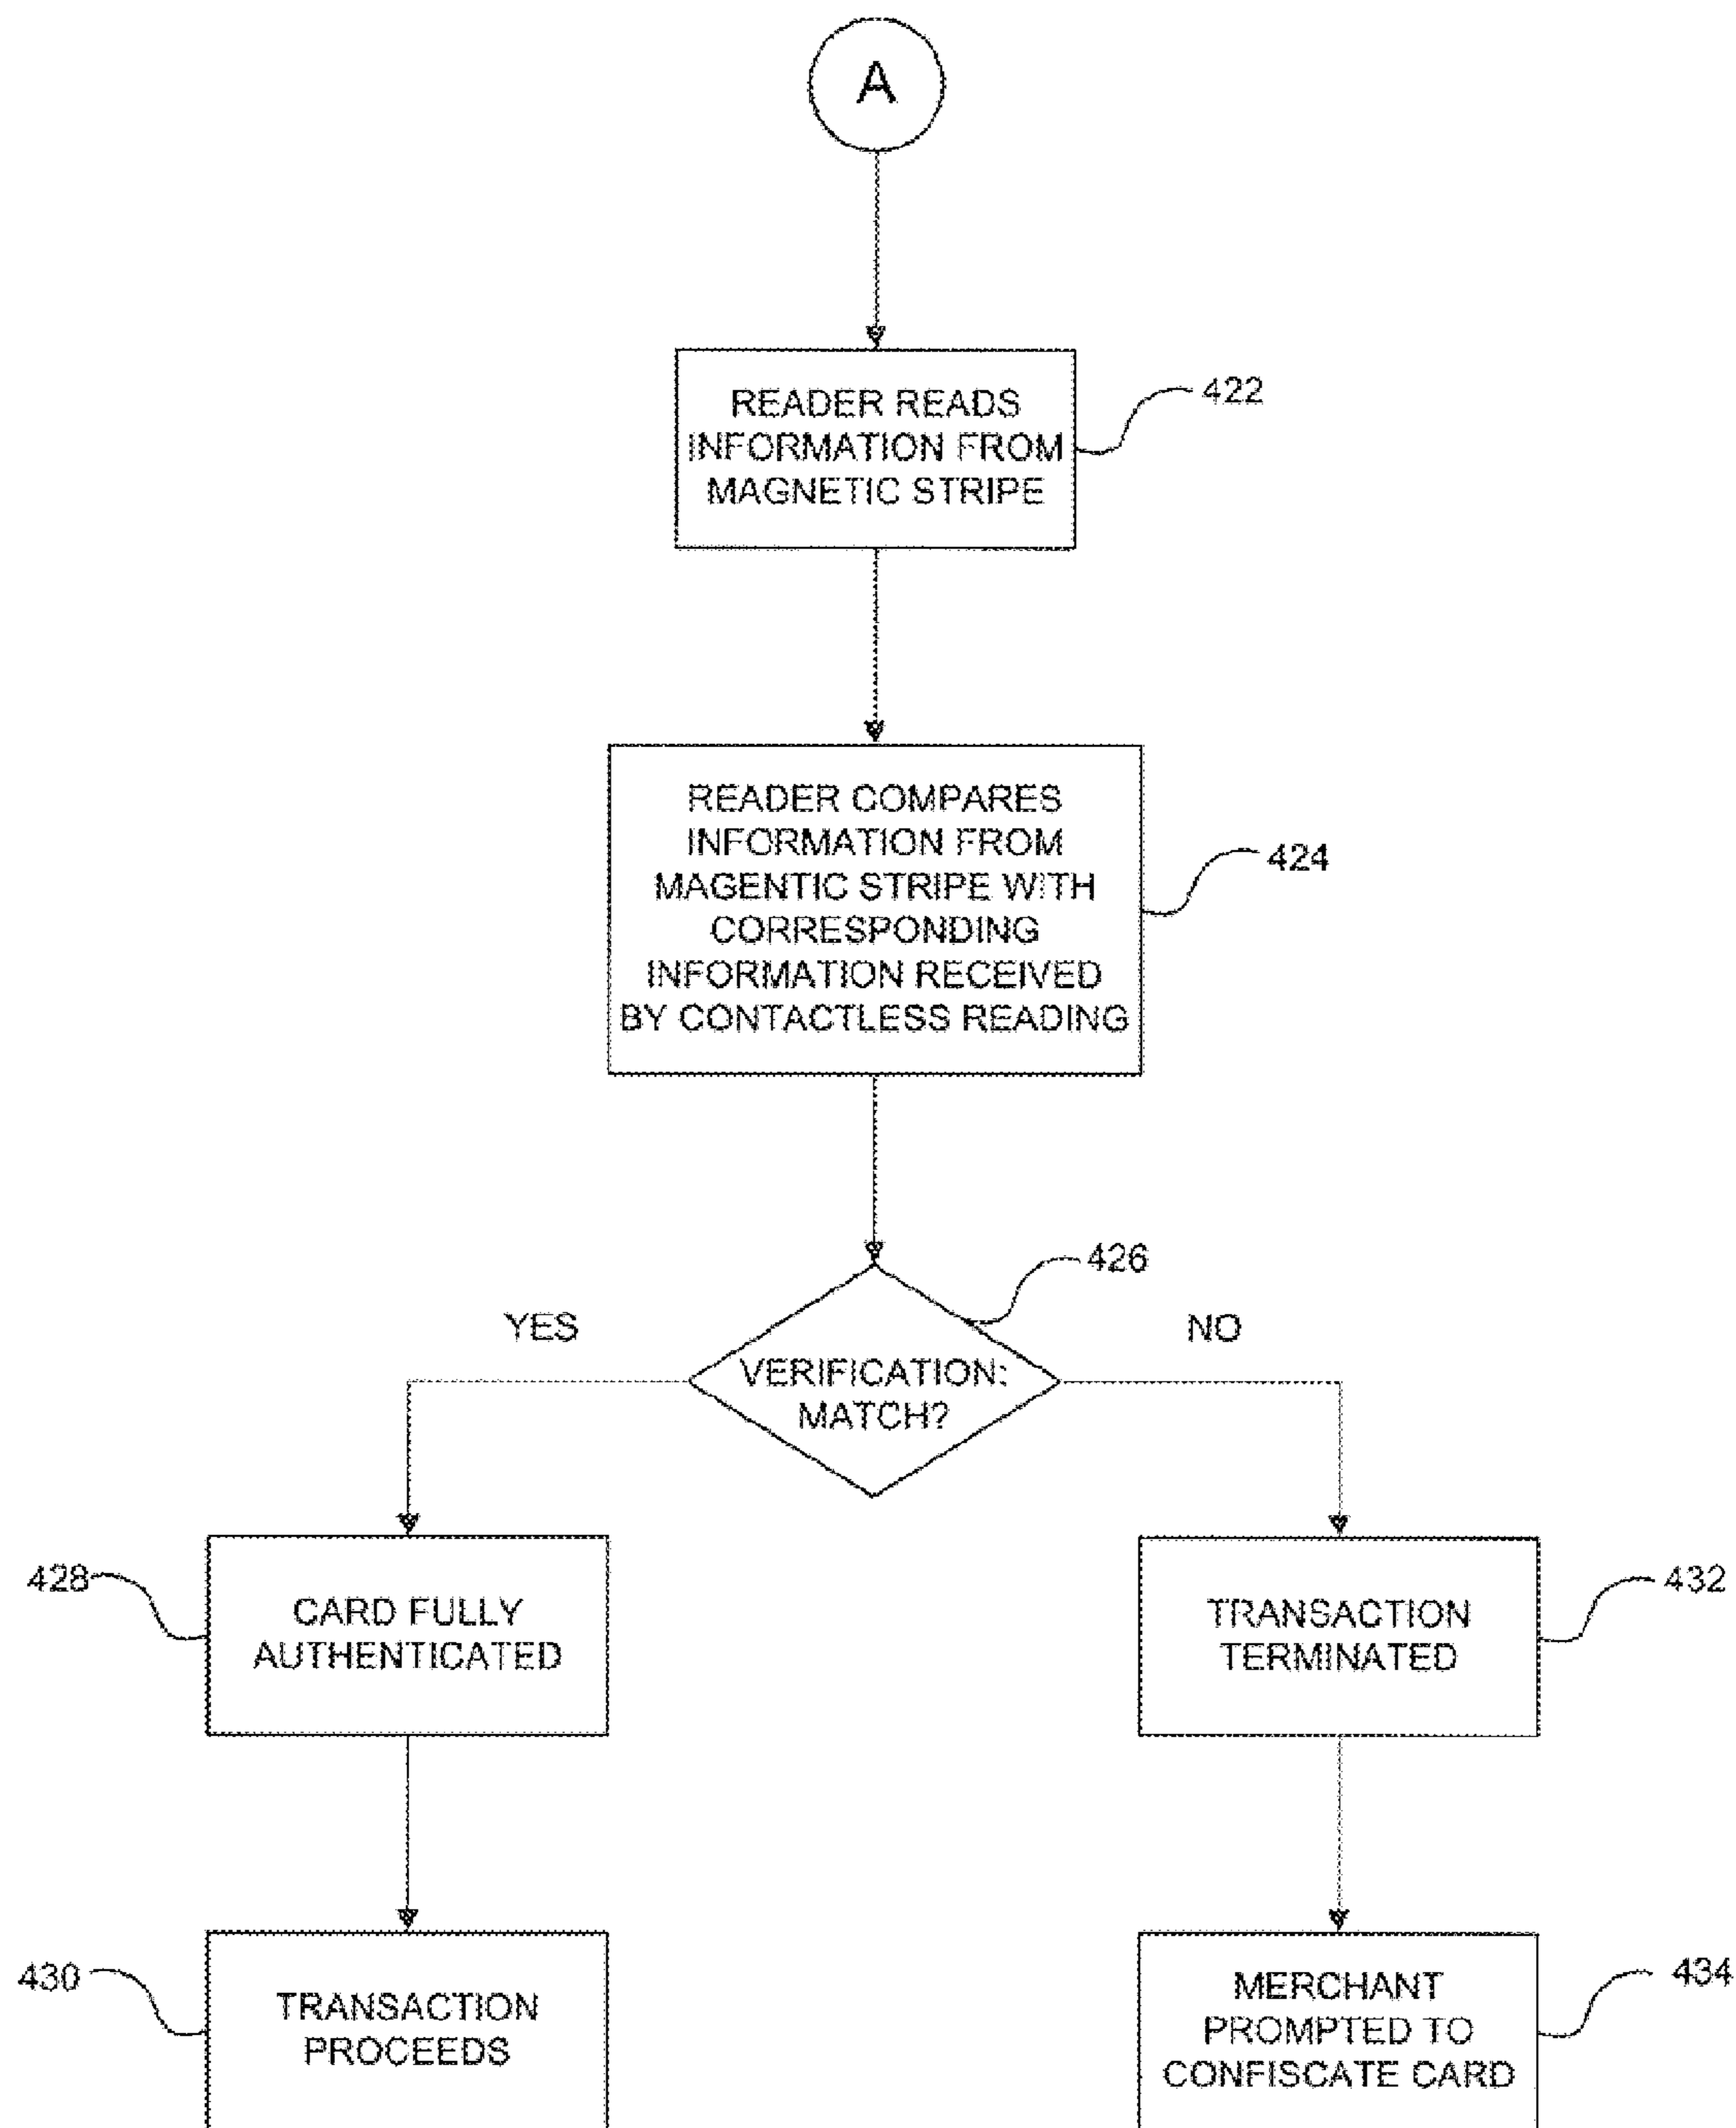 A
READER READS
INFORMATION FROM
MAGNETIC STRIPE
422
READER COMPARES
INFORMATION FROM
MAGENTIC STRIPE WITH
CORRESPONDING
INFORMATION RECEIVED
BY CONTACTLESS READING
424
426
YES
NO
VERIFICATION:
MATCH?
428
CARD FULLY
AUTHENTICATED
TRANSACTION
TERMINATED
432
430
TRANSACTION
PROCEEDS
MERCHANT
PROMPTED TO
CONFISCATE CARD
434